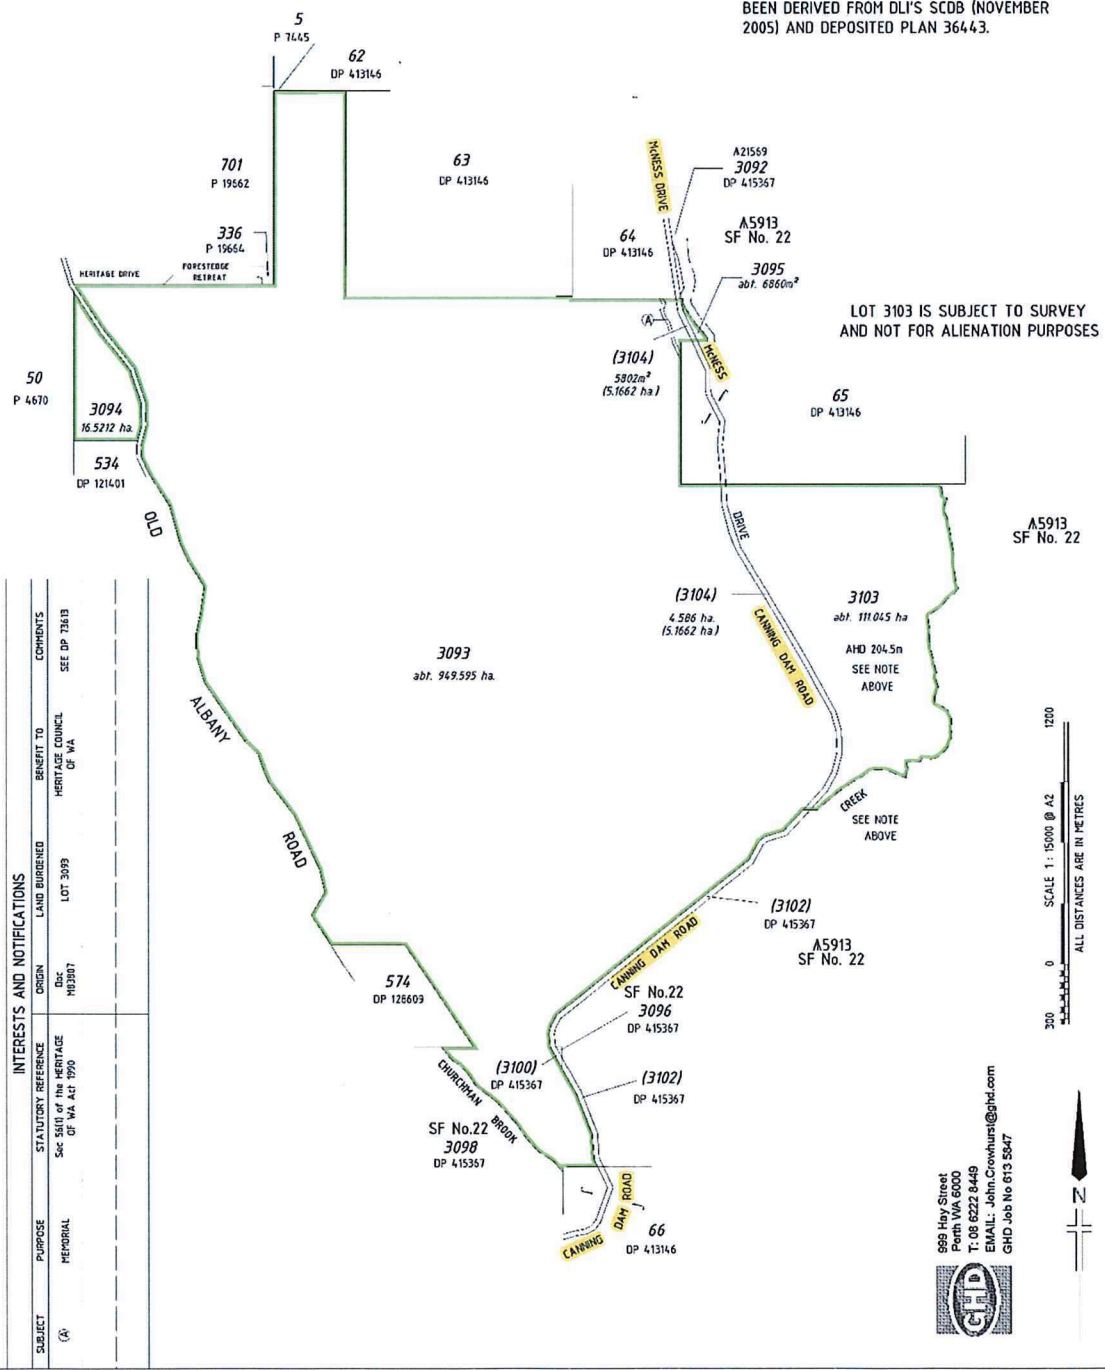 BEEN DERIVED FROM DLI'S SCDB (NOVEMBER
2005) AND DEPOSITED PLAN 36443.
5
P 7445
62
DP 413146
701
P 19662
63
DP 413146
McNESS DRIVE
A21569
3092
DP 415367
336
P 19664
64
DP 413146
A5913
SF No. 22
HERITAGE DRIVE
FORESTEDGE
RETREAT
3095
abt. 6860m²
LOT 3103 IS SUBJECT TO SURVEY
AND NOT FOR ALIENATION PURPOSES
A
(3104)
5802m²
(5.1662 ha)
McNESS
50
P 4670
3094
16.5212 ha.
65
DP 413146
534
DP 121401
OLD
DRIVE
A5913
SF No. 22
(3104)
4.586 ha.
(5.1662 ha)
CANNING DAM ROAD
3103
abt. 111.045 ha
AHD 204.5m
SEE NOTE
ABOVE
3093
abt. 949.595 ha.
ALBANY
CREEK
SEE NOTE
ABOVE
ROAD
(3102)
DP 415367
A5913
SF No. 22
CANNING DAM ROAD
574
DP 128609
SF No.22
3096
DP 415367
(3100)
DP 415367
(3102)
DP 415367
CHURCHMAN BROOK
SF No.22
3098
DP 415367
CANNING DAM ROAD
66
DP 413146
INTERESTS AND NOTIFICATIONS
SUBJECT PURPOSE STATUTORY REFERENCE ORIGIN LAND BURDENED BENEFIT TO COMMENTS
A MEMORIAL Sec 56(1) of the HERITAGE OF WA Act 1990 Doc M83807 LOT 3093 HERITAGE COUNCIL OF WA SEE DP 73613
300 0 SCALE 1 : 15000 @ A2 1200
ALL DISTANCES ARE IN METRES
GHD
999 Hay Street
Perth WA 6000
T: 08 6222 8449
EMAIL: John.Crowhurst@ghd.com
GHD Job No 613 5847
N